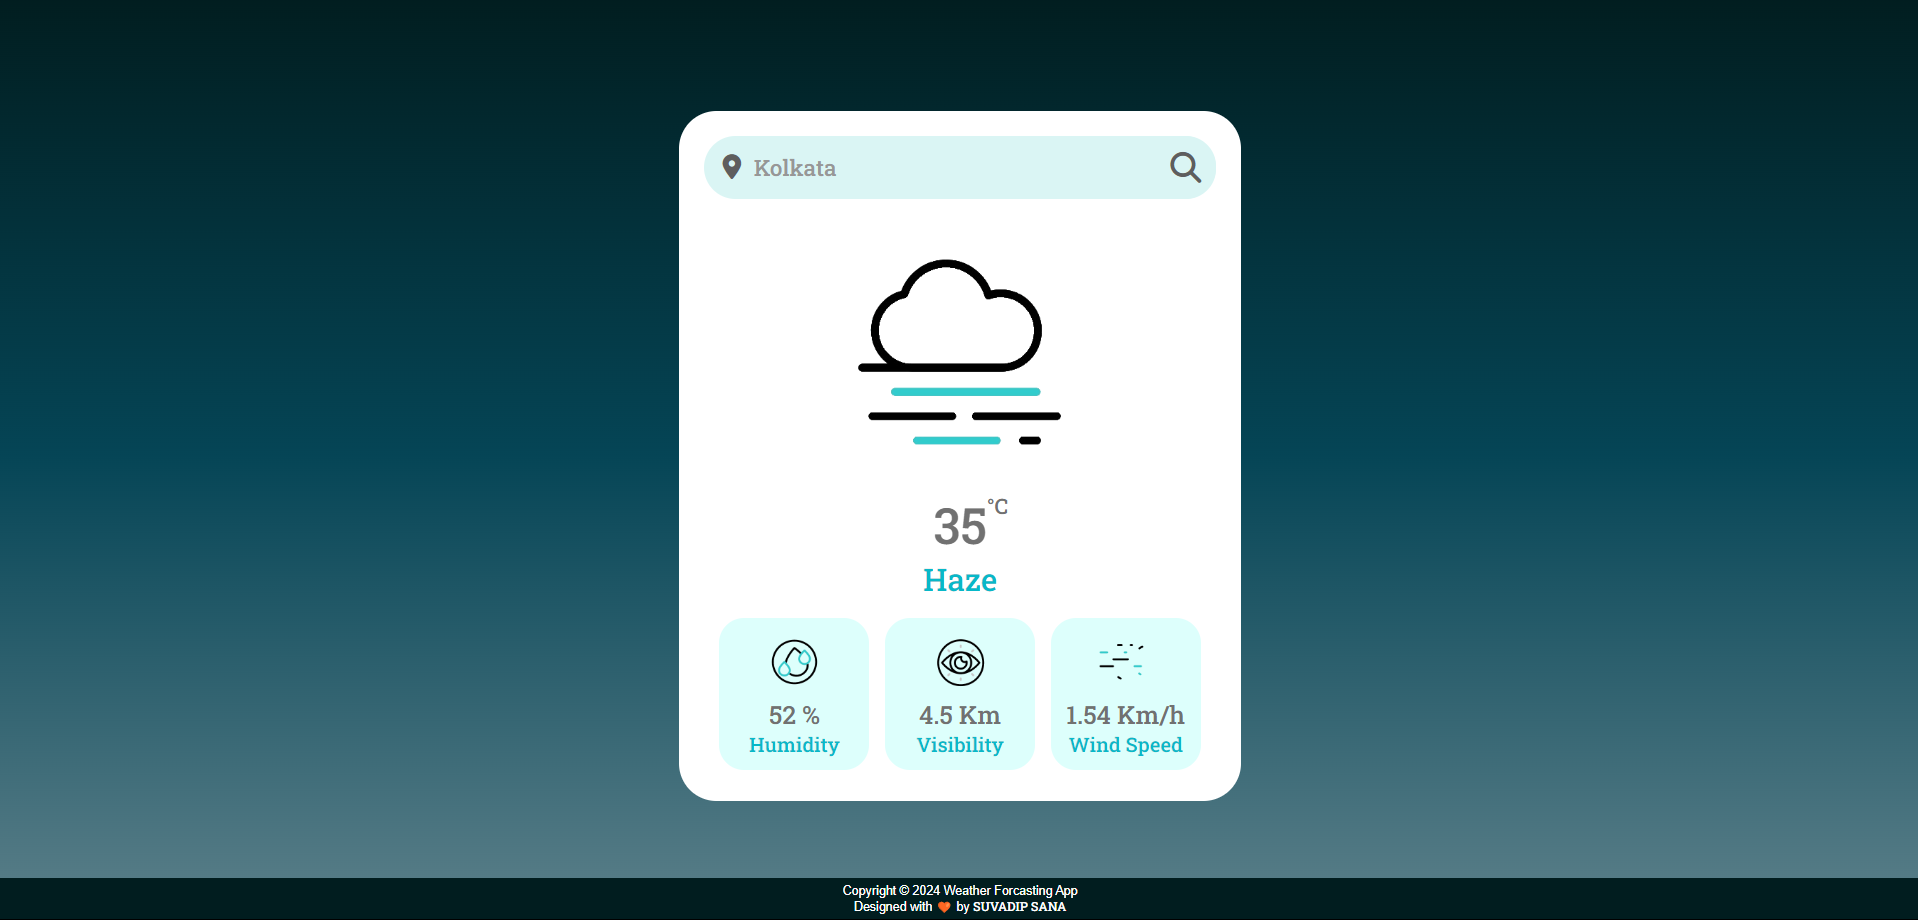 Kolkata
35°C
Haze
52 %
Humidity
4.5 Km
Visibility
1.54 Km/h
Wind Speed
Copyright © 2024 Weather Forcasting App
Designed with 🧡 by SUVADIP SANA